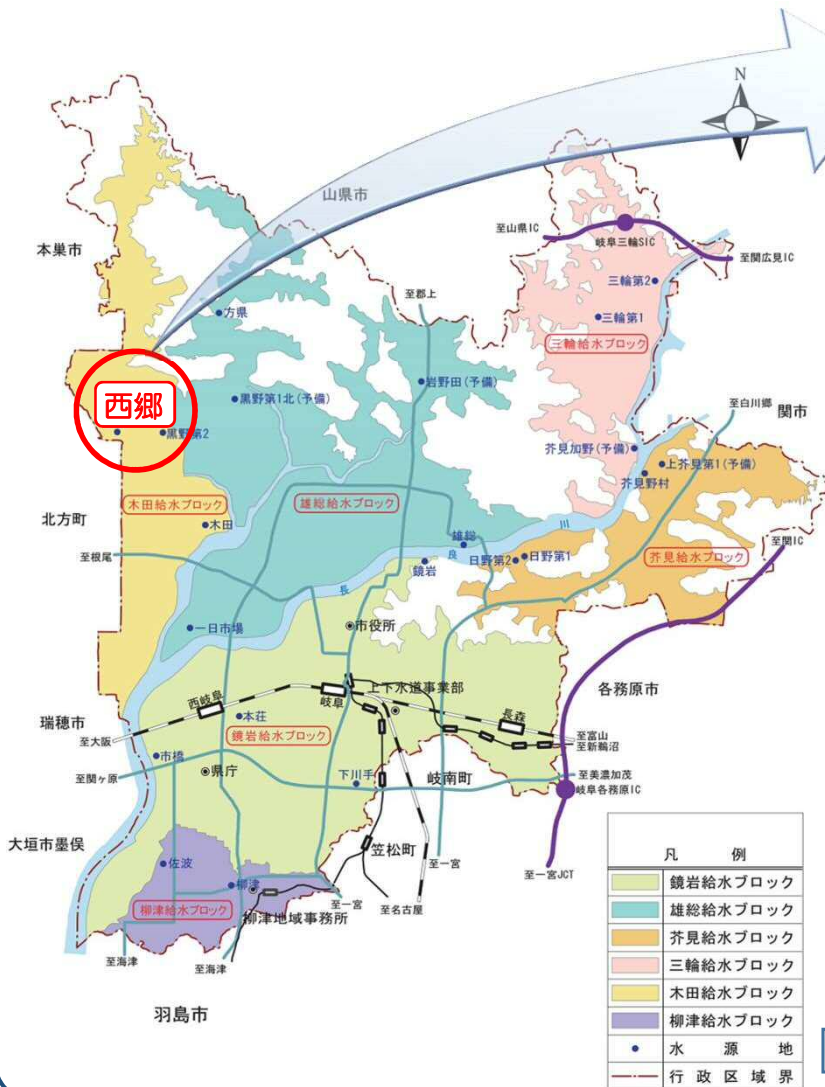 N
山県市
本巣市
至山県IC
岐阜三輪SIC
至関広見IC
三輪第2
至郡上
方県
三輪第1
三輪給水ブロック
岩野田(予備)
西郷
黒野第1北(予備)
至白川郷
関市
黒野第2
芥見加野(予備)
上芥見第1(予備)
芥見野村
木田給水ブロック
雄総給水ブロック
北方町
木田
川
雄総
至関IC
至根尾
良
鏡岩
日野第2
日野第1
芥見給水ブロック
長
一日市場
市役所
各務原市
西岐阜
岐阜
上下水道事業部
長森
瑞穂市
本荘
至富山
至大阪
鏡岩給水ブロック
至新鵜沼
市橋
至関ヶ原
県庁
下川手
岐南町
至美濃加茂
岐阜各務原IC
大垣市墨俣
笠松町
佐波
至一宮
至一宮JCT
柳津
柳津給水ブロック
柳津地域事務所
至一宮
至名古屋
至海津
至海津
羽島市
凡 例
鏡岩給水ブロック
雄総給水ブロック
芥見給水ブロック
三輪給水ブロック
木田給水ブロック
柳津給水ブロック
水源地
行政区域界